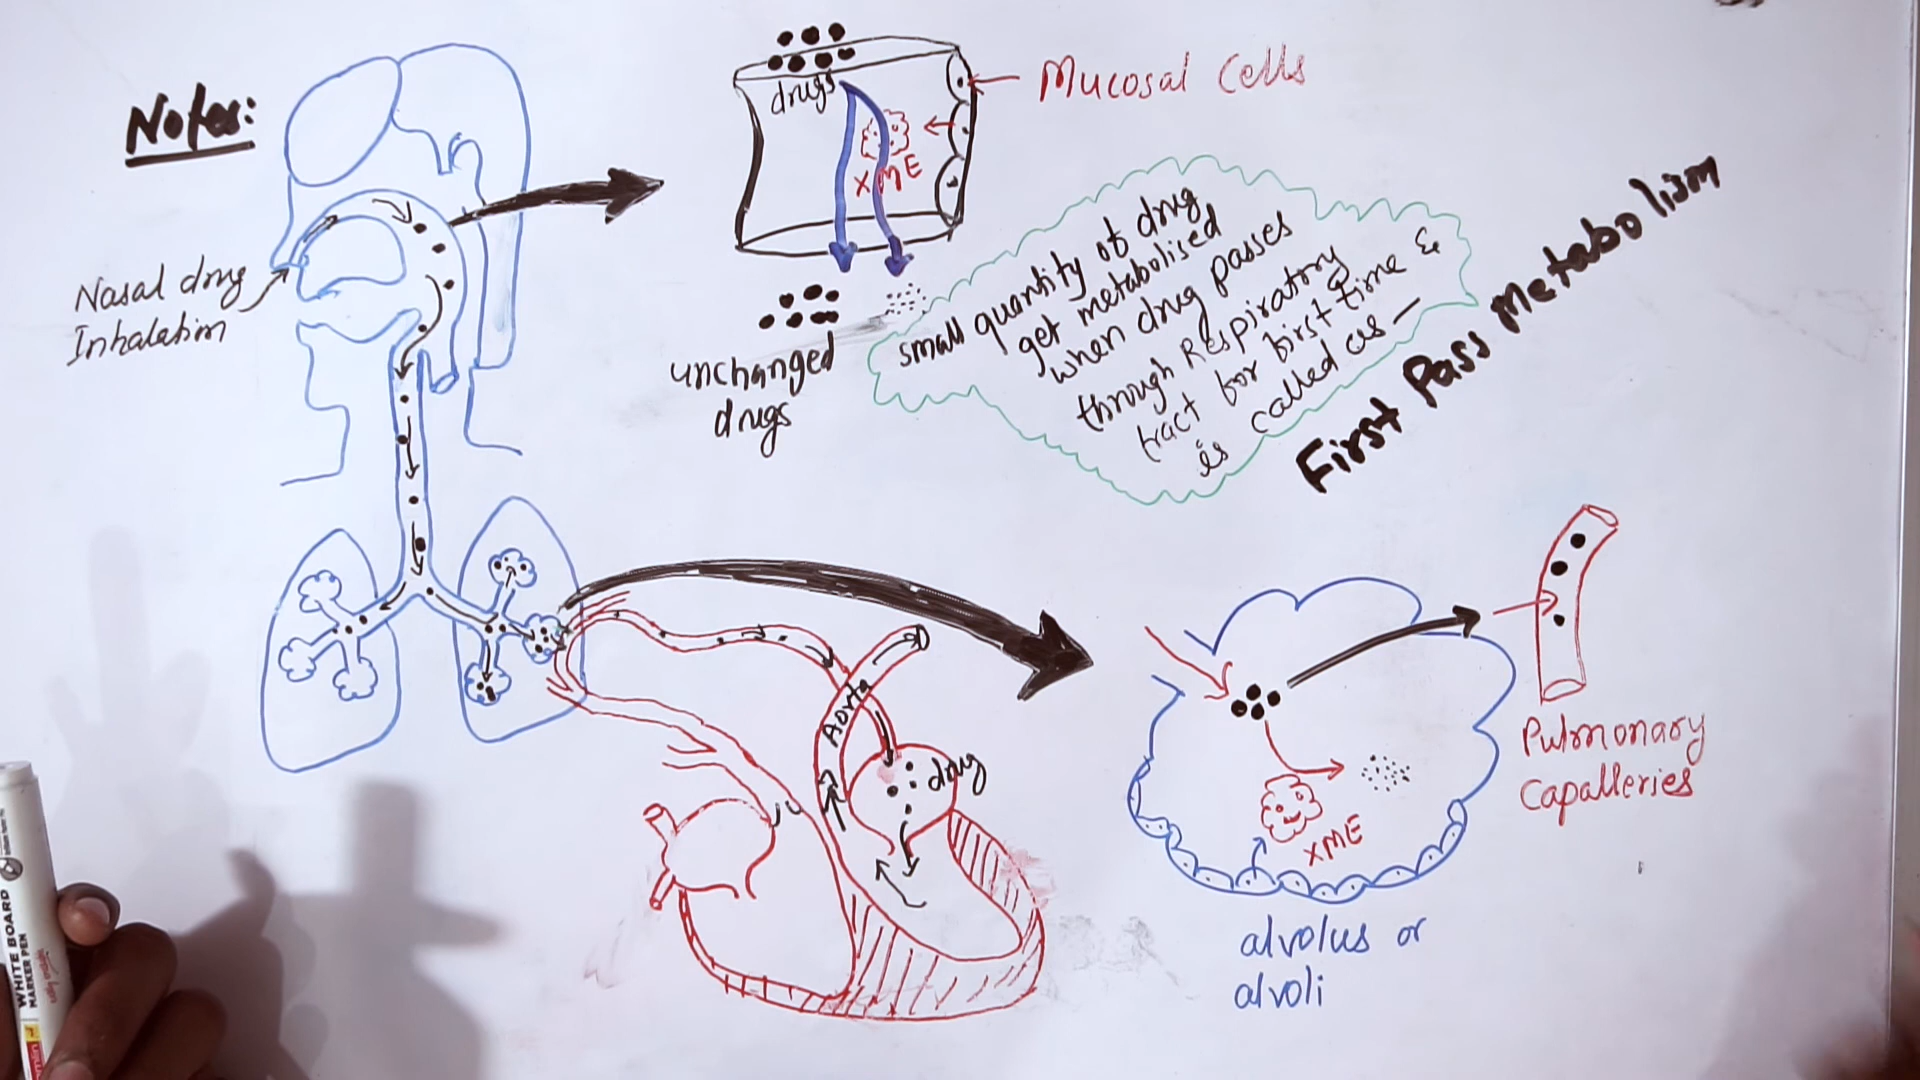 Notes:
Nasal drug
Inhalation
drugs
XME
Mucosal Cells
unchanged
drugs
small quantity of drug
get metabolised
when drug passes
through Respiratory
tract for first time &
is called as —
First Pass Metabolism
Aorta
drug
XME
Pulmonary
Capalleries
alvolus or
alvoli
WHITE BOARD
MARKER PEN